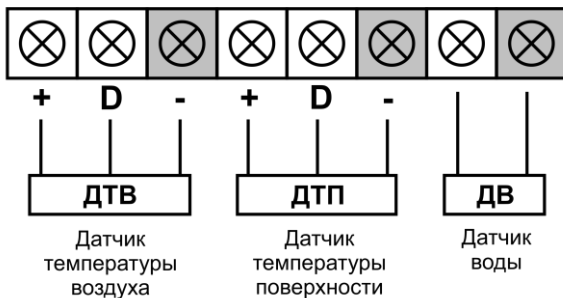 + D - + D -
ДТВ ДТП ДВ
Датчик Датчик Датчик
температуры температуры воды
воздуха поверхности